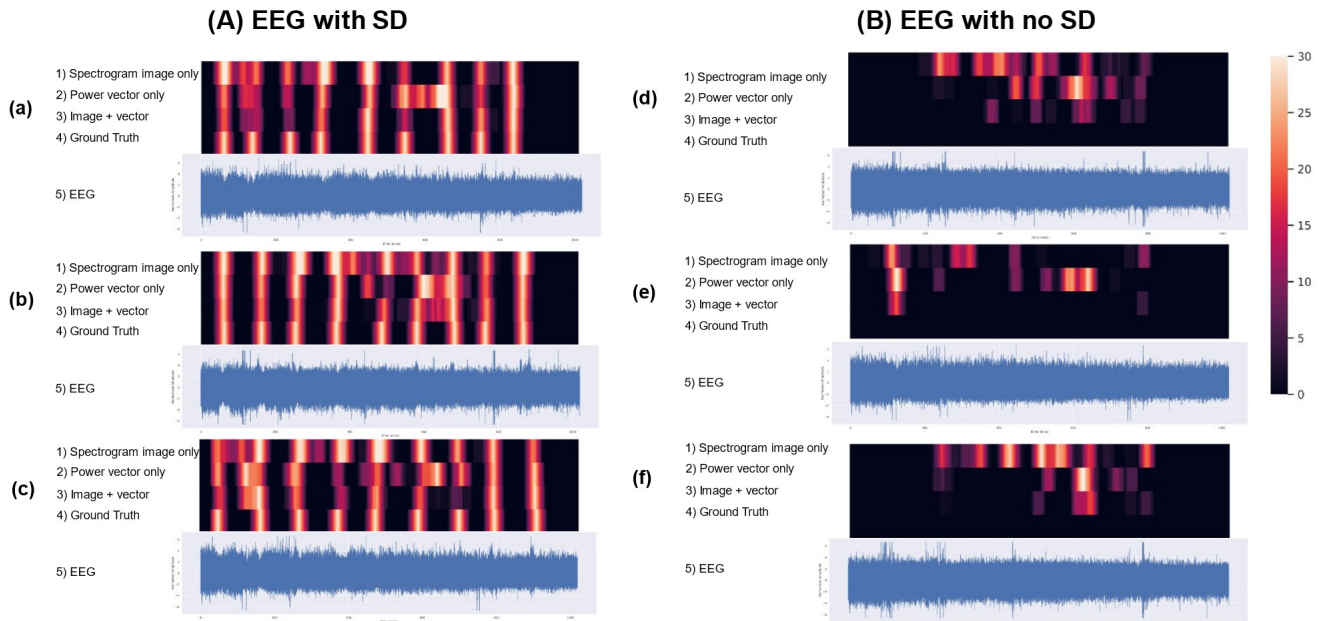 (A) EEG with SD
(B) EEG with no SD
(a)
1) Spectrogram image only
2) Power vector only
3) Image + vector
4) Ground Truth
5) EEG
(b)
1) Spectrogram image only
2) Power vector only
3) Image + vector
4) Ground Truth
5) EEG
(c)
1) Spectrogram image only
2) Power vector only
3) Image + vector
4) Ground Truth
5) EEG
(d)
1) Spectrogram image only
2) Power vector only
3) Image + vector
4) Ground Truth
5) EEG
(e)
1) Spectrogram image only
2) Power vector only
3) Image + vector
4) Ground Truth
5) EEG
(f)
1) Spectrogram image only
2) Power vector only
3) Image + vector
4) Ground Truth
5) EEG
30
25
20
15
10
5
0